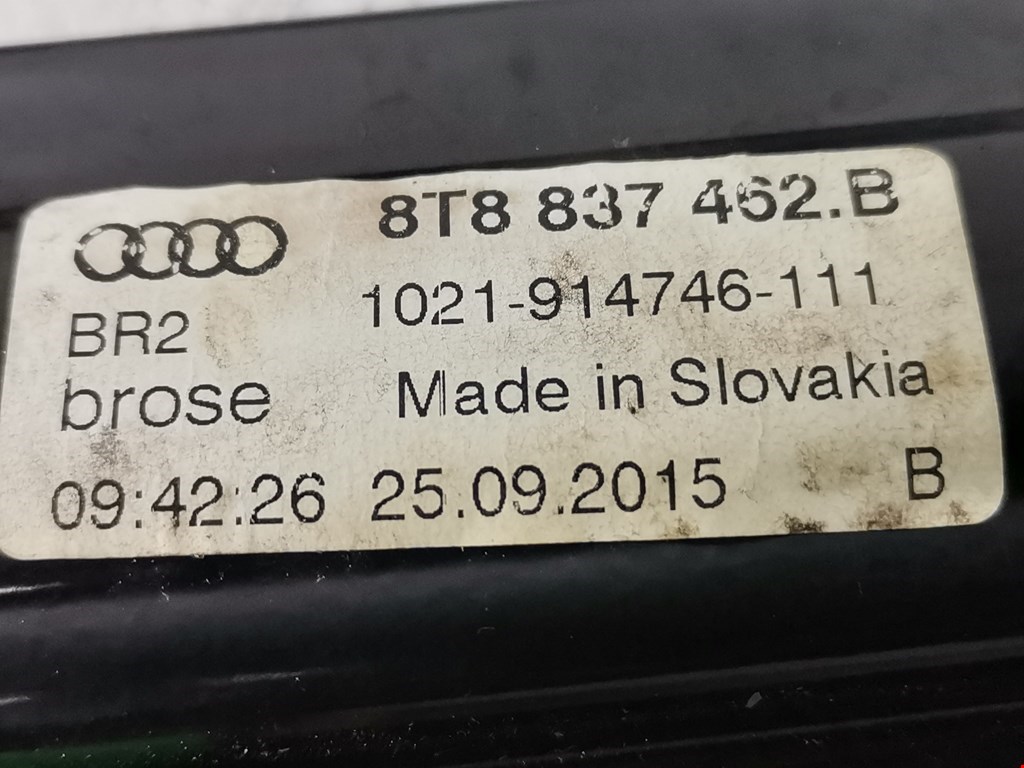 8T8 837 462.B
1021-914746-111
BR2
brose Made in Slovakia
09:42:26 25.09.2015 B